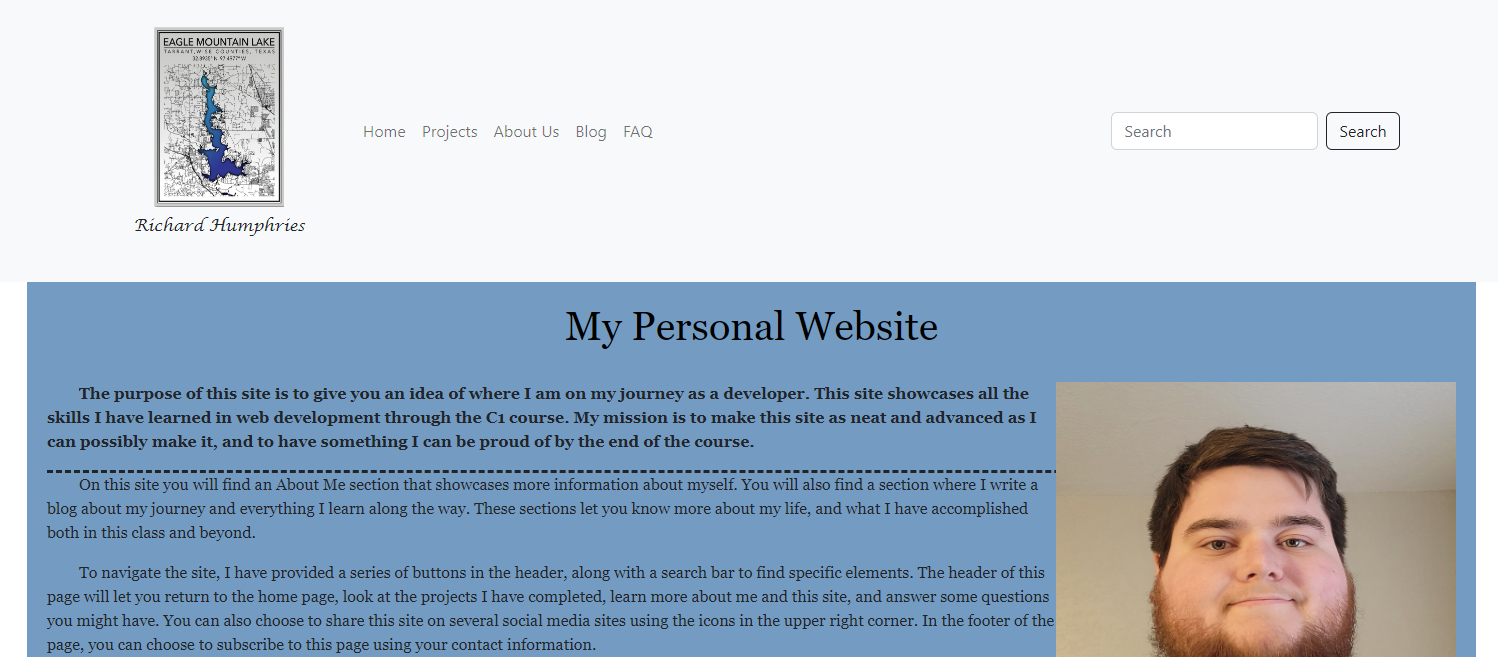 EAGLE MOUNTAIN LAKE
TARRANT, WISE COUNTIES, TEXAS
32.8935° N, 97.4977° W
Richard Humphries
Home Projects About Us Blog FAQ
Search Search
My Personal Website
The purpose of this site is to give you an idea of where I am on my journey as a developer. This site showcases all the
skills I have learned in web development through the C1 course. My mission is to make this site as neat and advanced as I
can possibly make it, and to have something I can be proud of by the end of the course.
On this site you will find an About Me section that showcases more information about myself. You will also find a section where I write a
blog about my journey and everything I learn along the way. These sections let you know more about my life, and what I have accomplished
both in this class and beyond.
To navigate the site, I have provided a series of buttons in the header, along with a search bar to find specific elements. The header of this
page will let you return to the home page, look at the projects I have completed, learn more about me and this site, and answer some questions
you might have. You can also choose to share this site on several social media sites using the icons in the upper right corner. In the footer of the
page, you can choose to subscribe to this page using your contact information.